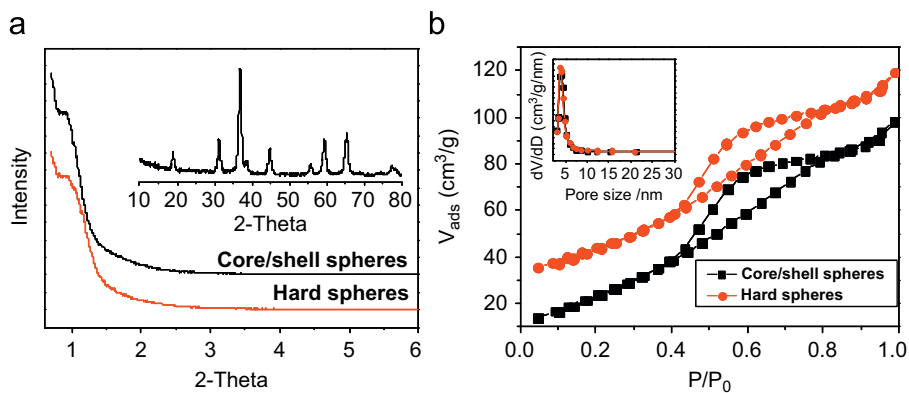 a
Intensity
10 20 30 40 50 60 70 80
2-Theta
Core/shell spheres
Hard spheres
1 2 3 4 5 6
2-Theta
b
V_ads (cm³/g)
120
100
80
60
40
20
dV/dD (cm³/g/nm)
5 10 15 20 25 30
Pore size /nm
Core/shell spheres
Hard spheres
0.0 0.2 0.4 0.6 0.8 1.0
P/P₀